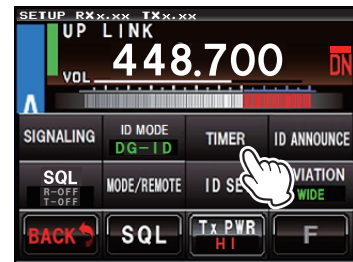 SETUP RXx.xx TXx.xx
UP LINK
VOL 448.700 DN
SIGNALING ID MODE TIMER ID ANNOUNCE
DG-ID
SQL MODE/REMOTE ID SE VIATION
R-OFF WIDE
T-OFF
BACK SQL Tx PWR F
HI